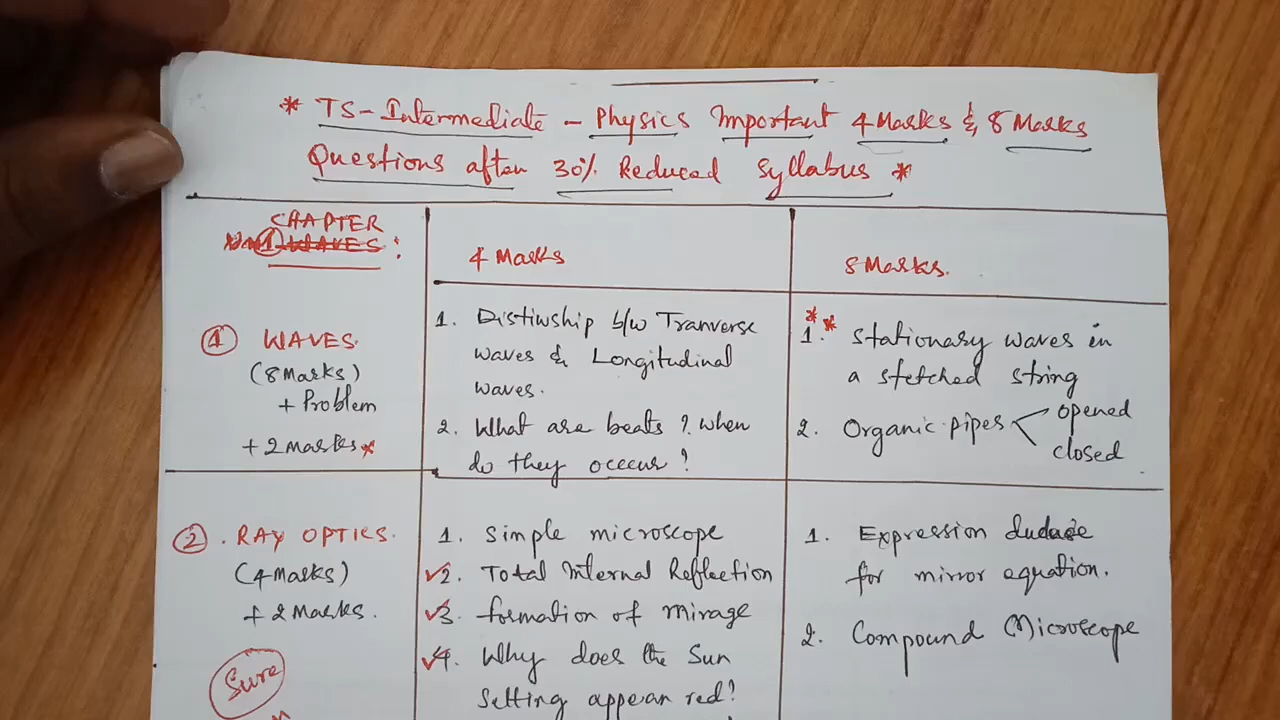 * TS-Intermediate - Physics Important 4 Marks & 8 Marks
Questions after 30% Reduced Syllabus *
CHAPTER
1 WAVES :
4 Marks
8 Marks.
① WAVES.
(8 Marks)
+ Problem
+ 2 Marks*
1. Distiwship b/w Tranverse
waves & Longitudinal
waves.
2. What are beats ? when
do they occeur ?
**
1. Stationary waves in
a stetched string
2. Organic pipes < opened
closed
② . RAY OPTICS.
(4 Marks)
+ 2 Marks.
Sure
1. Simple microscope
✓2. Total Internal Reflection
✓3. formation of Mirage
✓4. Why does the Sun
Setting appear red?
1. Expression
for mirror equation.
2. Compound Microscope